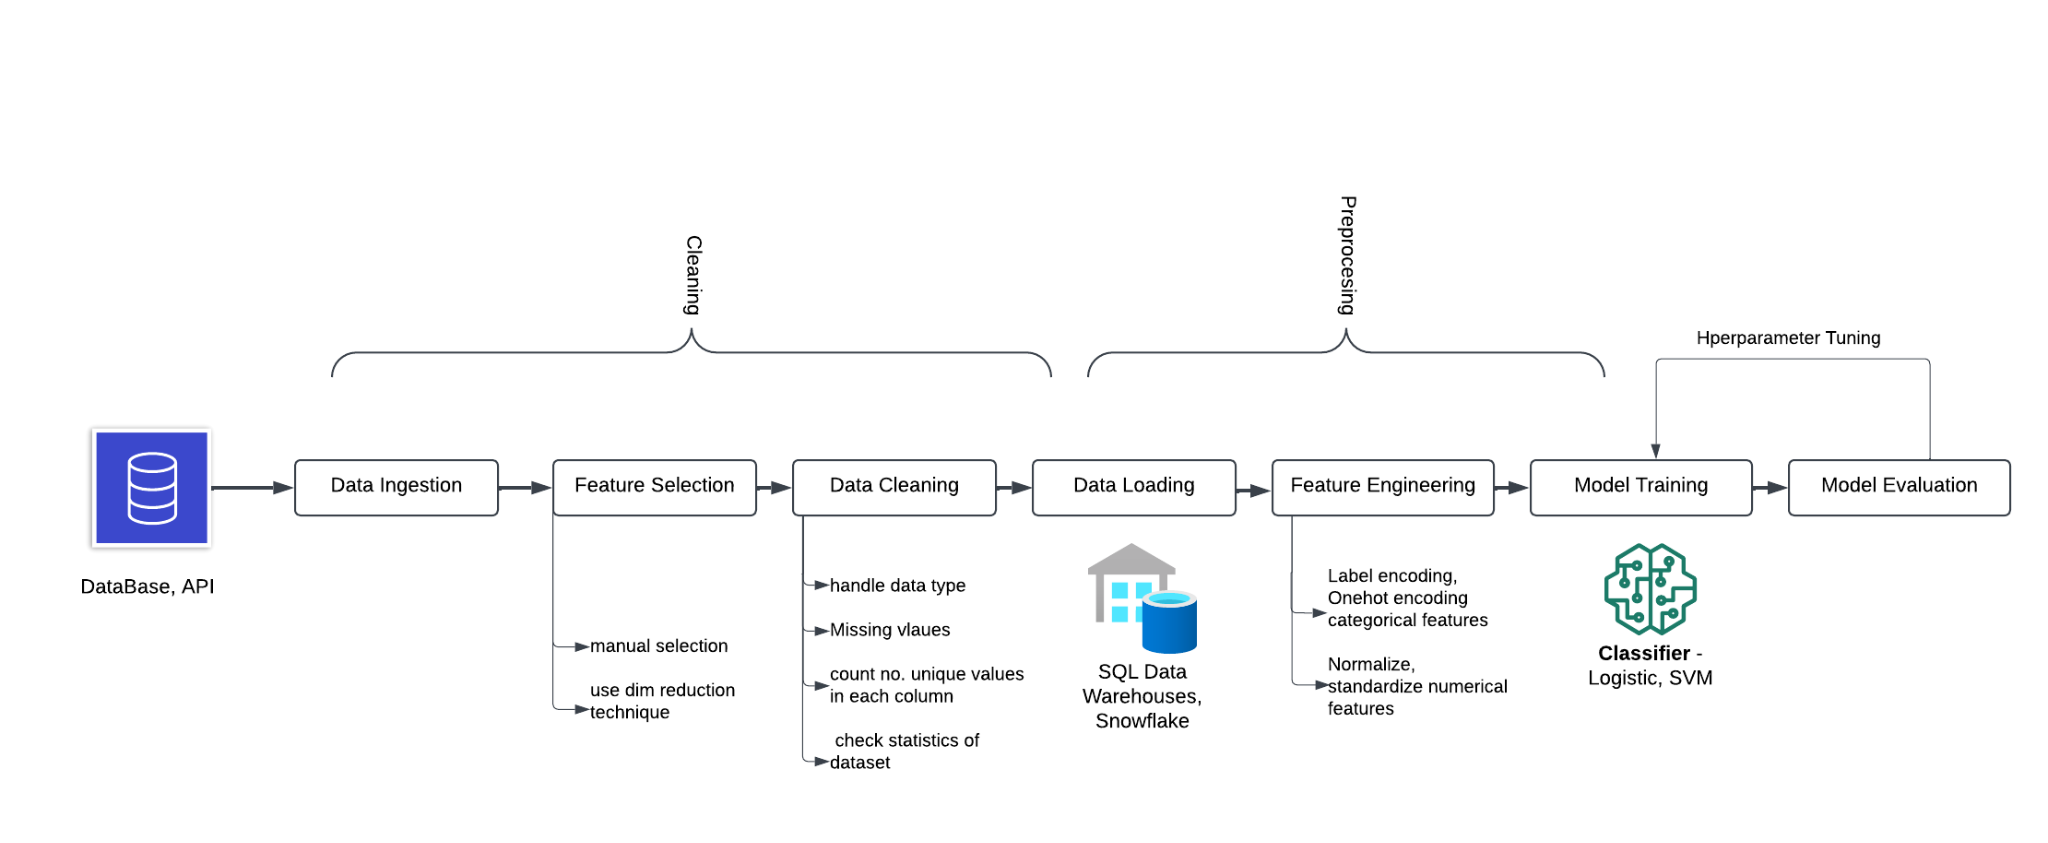 Cleaning
Preprocesing
Hperparameter Tuning
DataBase, API
Data Ingestion
Feature Selection
manual selection
use dim reduction
technique
Data Cleaning
handle data type
Missing vlaues
count no. unique values
in each column
check statistics of
dataset
Data Loading
SQL Data
Warehouses,
Snowflake
Feature Engineering
Label encoding,
Onehot encoding
categorical features
Normalize,
standardize numerical
features
Model Training
Classifier -
Logistic, SVM
Model Evaluation